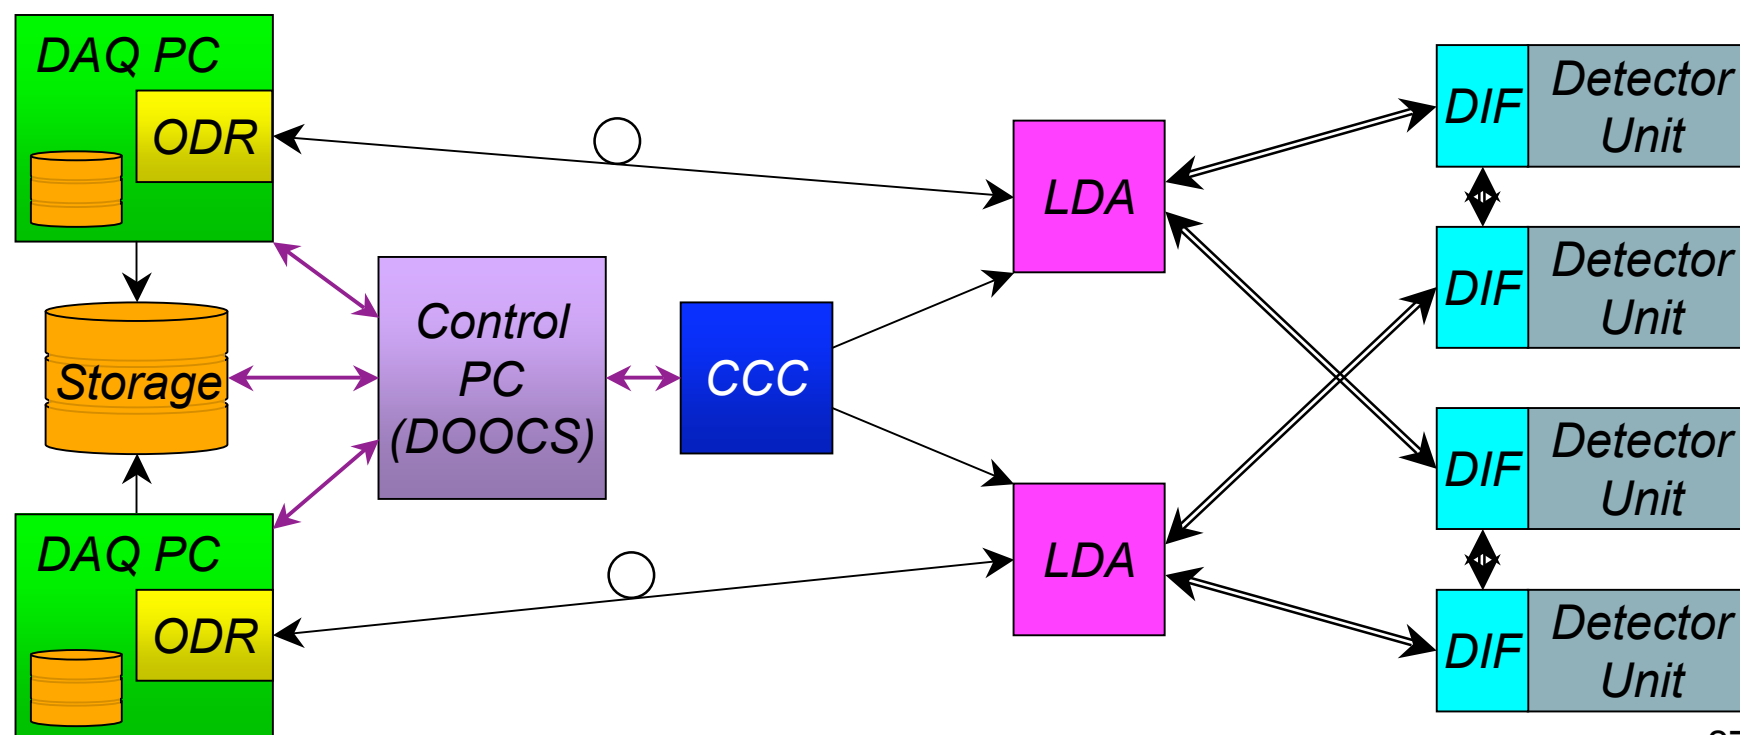 DAQ PC
ODR
Storage
DAQ PC
ODR
Control
PC
(DOOCS)
CCC
LDA
LDA
DIF
Detector
Unit
DIF
Detector
Unit
DIF
Detector
Unit
DIF
Detector
Unit